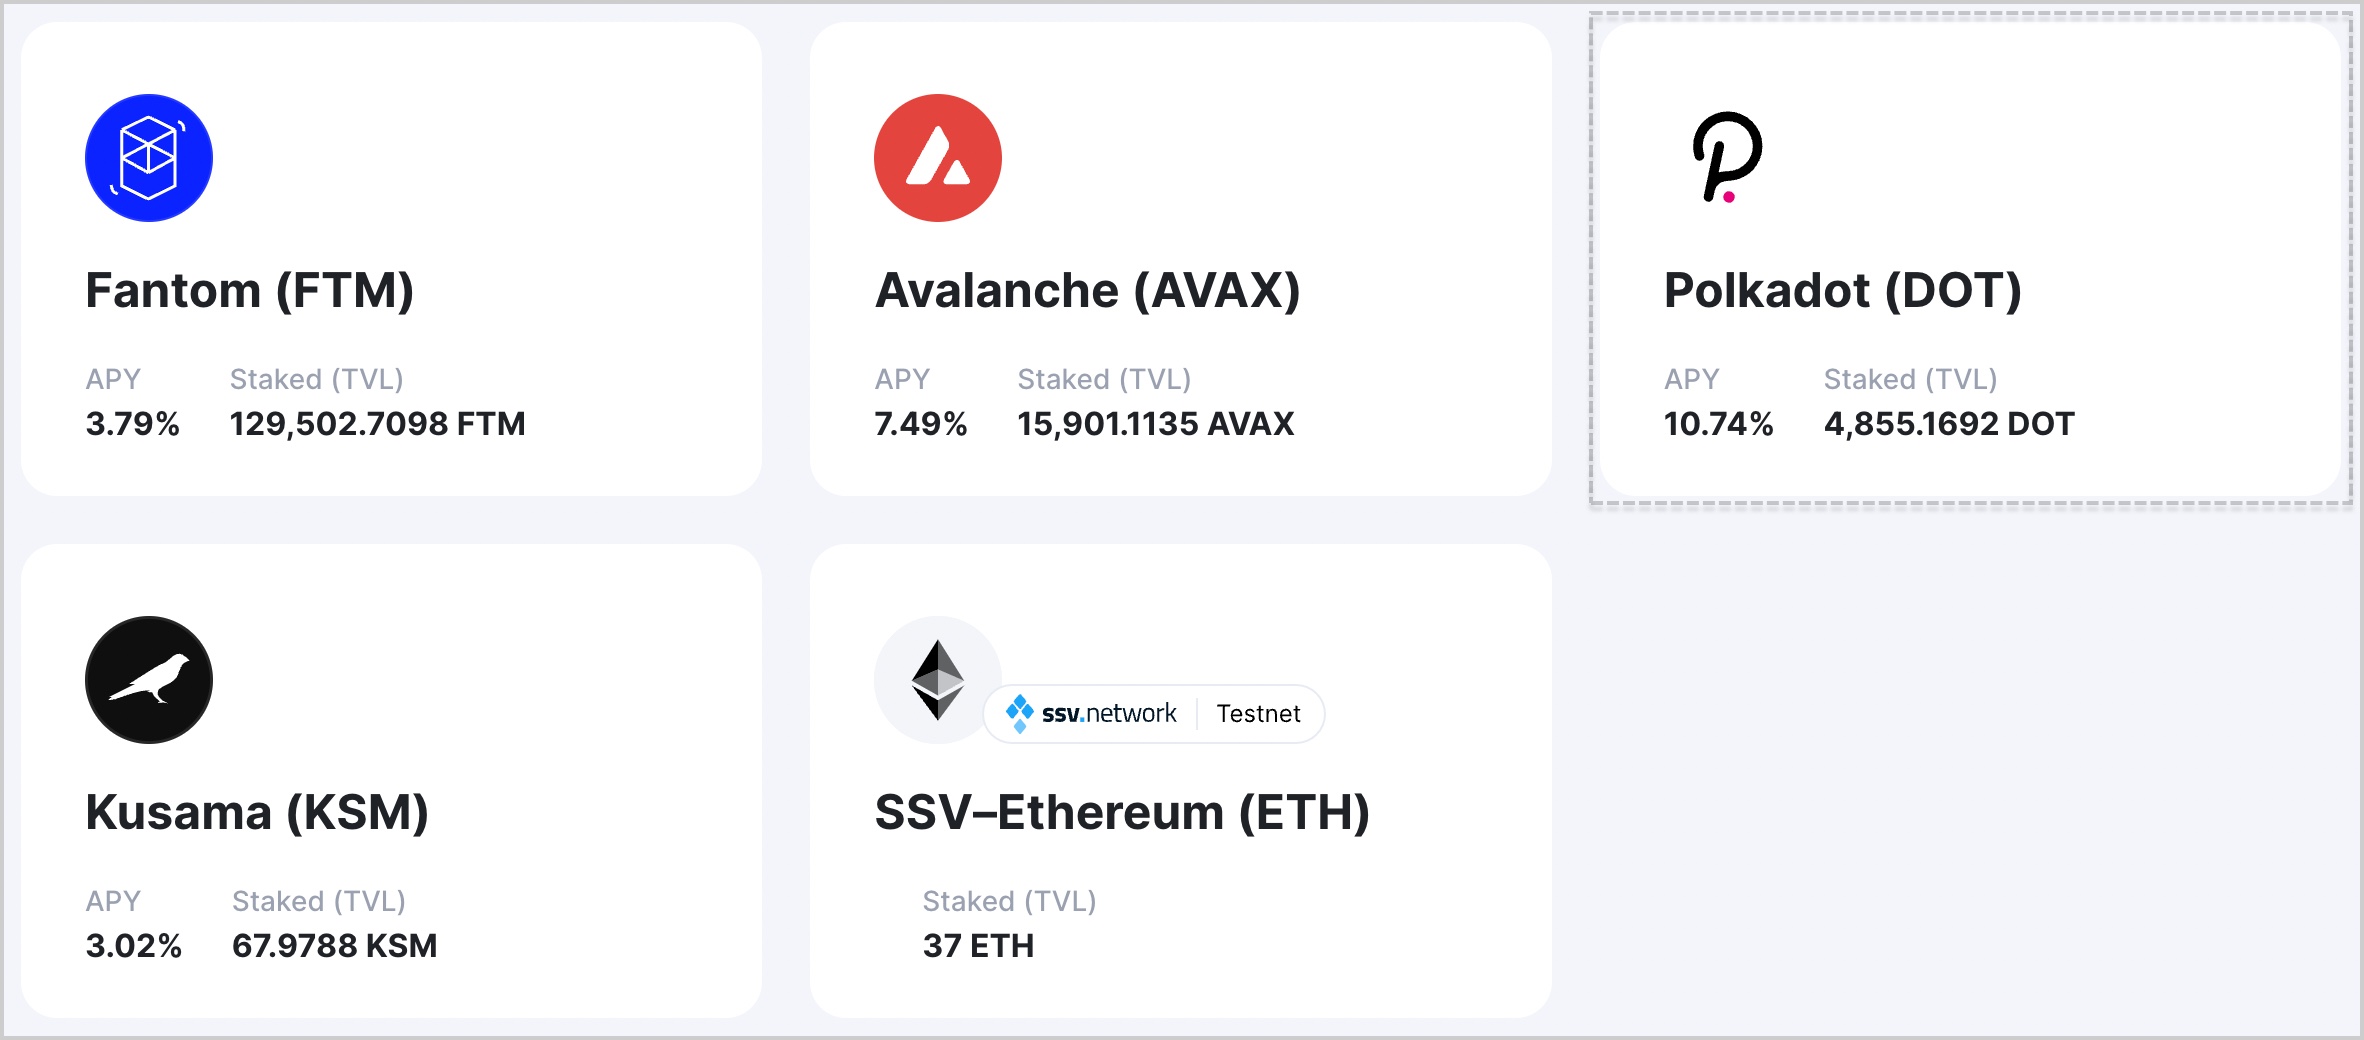 Fantom (FTM)
APY Staked (TVL)
3.79% 129,502.7098 FTM
Avalanche (AVAX)
APY Staked (TVL)
7.49% 15,901.1135 AVAX
Polkadot (DOT)
APY Staked (TVL)
10.74% 4,855.1692 DOT
Kusama (KSM)
APY Staked (TVL)
3.02% 67.9788 KSM
ssv.network Testnet
SSV–Ethereum (ETH)
Staked (TVL)
37 ETH